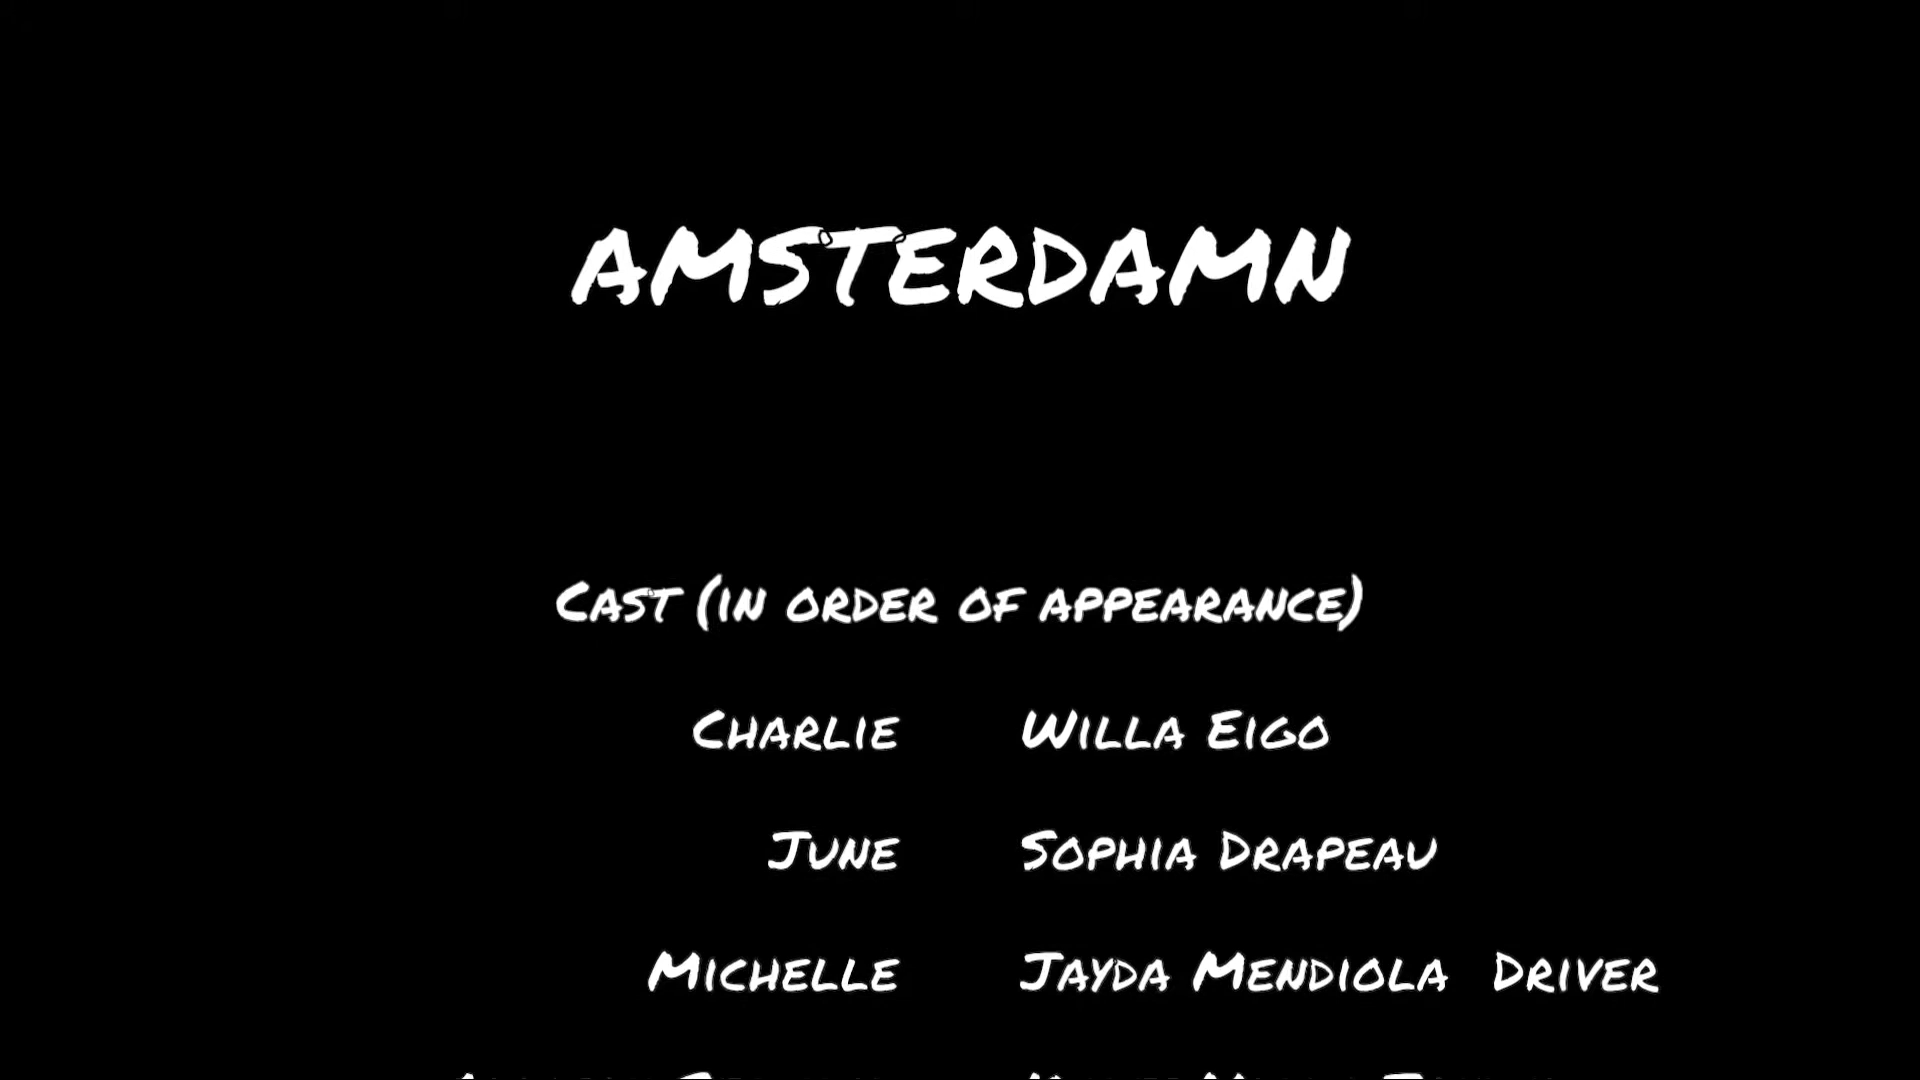 AMSTERDAMN
CAST (IN ORDER OF APPEARANCE)
CHARLIE WILLA EIGO
JUNE SOPHIA DRAPEAU
MICHELLE JAYDA MENDIOLA DRIVER